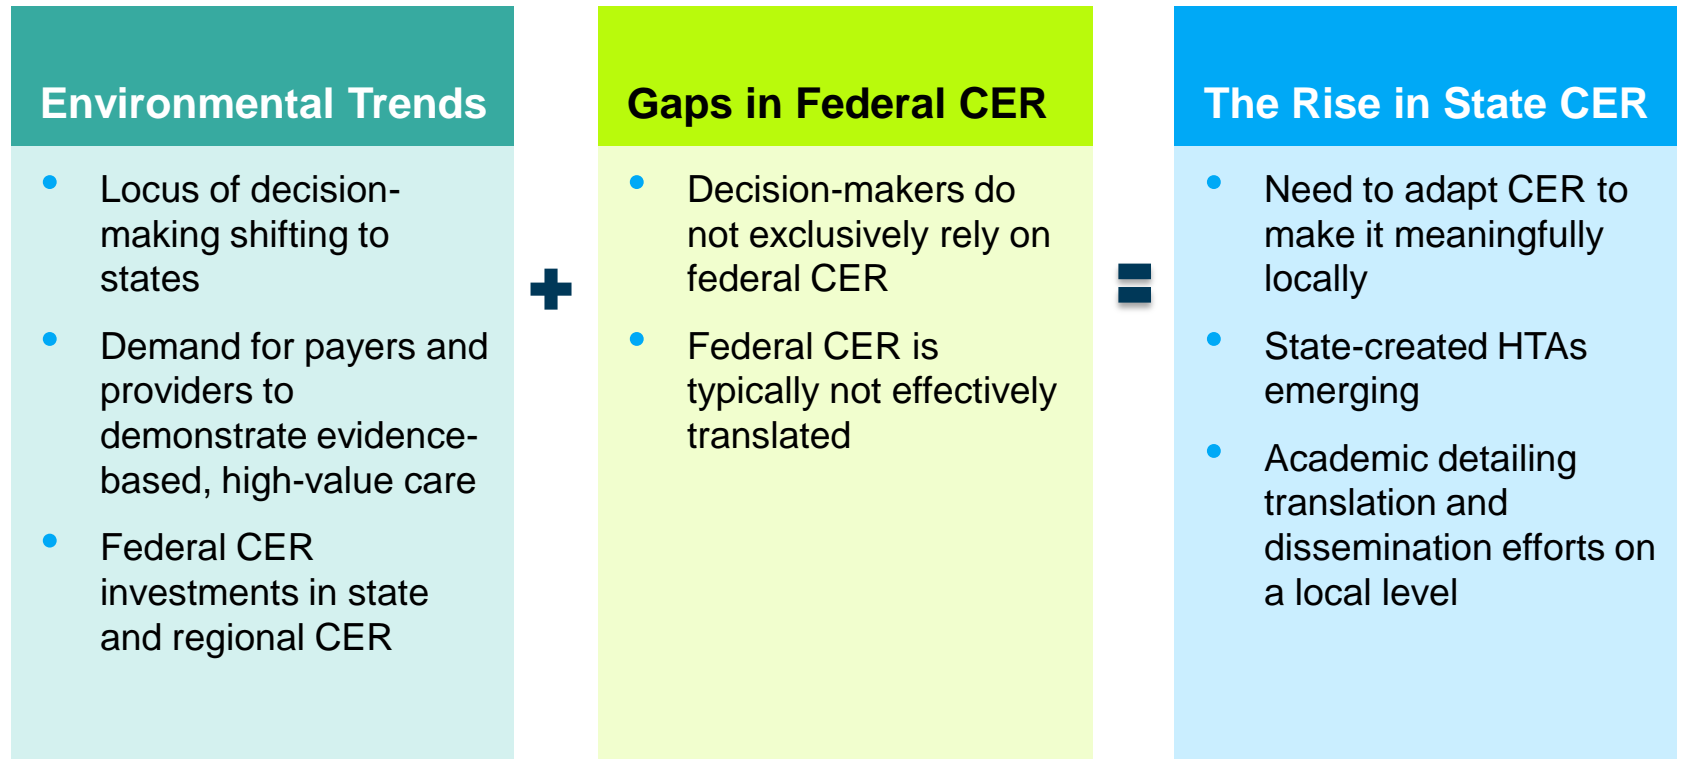 Environmental Trends
• Locus of decision-
making shifting to
states
• Demand for payers and
providers to
demonstrate evidence-
based, high-value care
• Federal CER
investments in state
and regional CER
+
Gaps in Federal CER
• Decision-makers do
not exclusively rely on
federal CER
• Federal CER is
typically not effectively
translated
=
The Rise in State CER
• Need to adapt CER to
make it meaningfully
locally
• State-created HTAs
emerging
• Academic detailing
translation and
dissemination efforts on
a local level